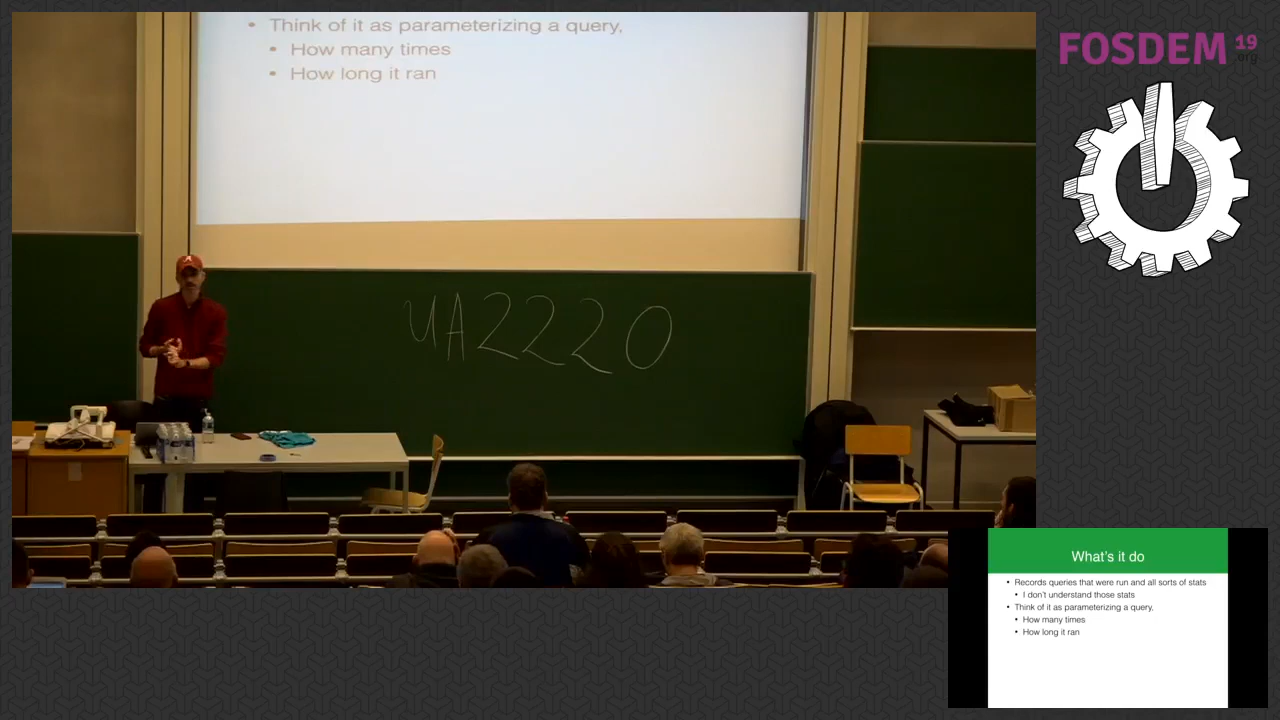 • Think of it as parameterizing a query,
• How many times
• How long it ran
UA2220
A
FOSDEM 19
.org
What's it do
• Records queries that were run and all sorts of stats
• I don't understand those stats
• Think of it as parameterizing a query,
• How many times
• How long it ran